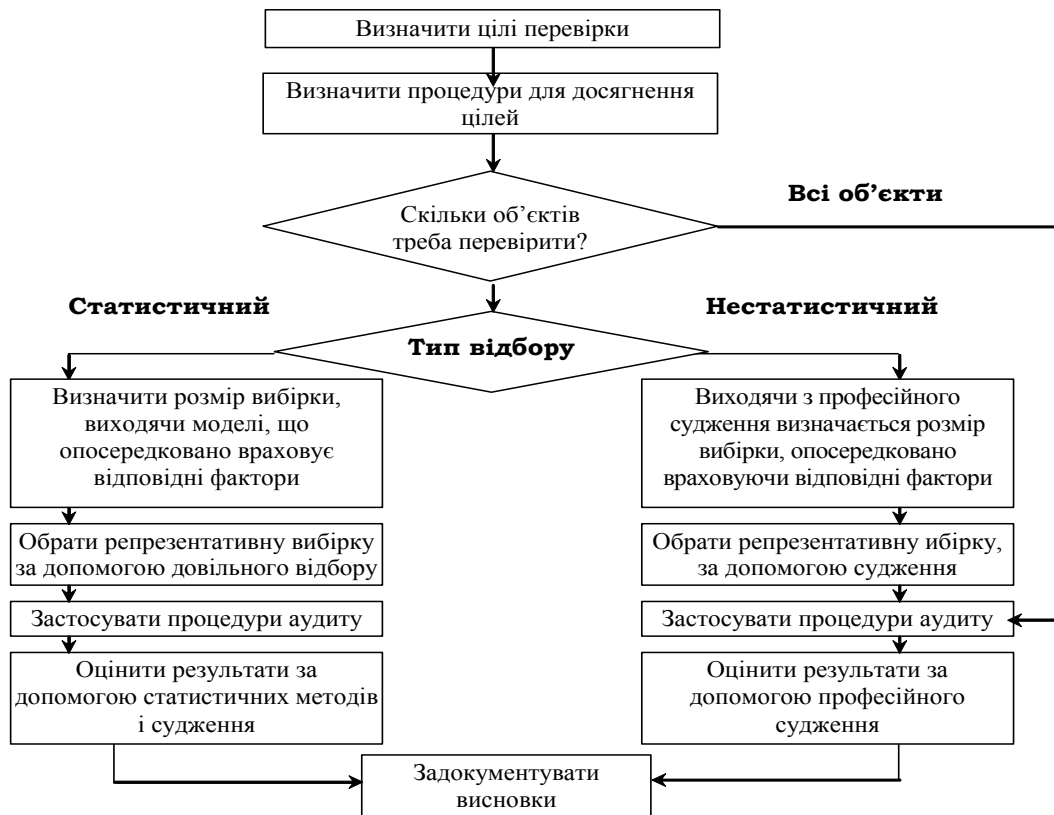 Визначити цілі перевірки
Визначити процедури для досягнення
цілей
Скільки об’єктів
треба перевірити?
Всі об’єкти
Статистичний
Нестатистичний
Тип відбору
Визначити розмір вибірки,
виходячи моделі, що
опосередковано враховує
відповідні фактори
Обрати репрезентативну вибірку
за допомогою довільного відбору
Застосувати процедури аудиту
Оцінити результати за
допомогою статистичних методів
і судження
Виходячи з професійного
судження визначається розмір
вибірки, опосередковано
враховуючи відповідні фактори
Обрати репрезентативну ибірку,
за допомогою судження
Застосувати процедури аудиту
Оцінити результати за
допомогою професійного
судження
Задокументувати
висновки